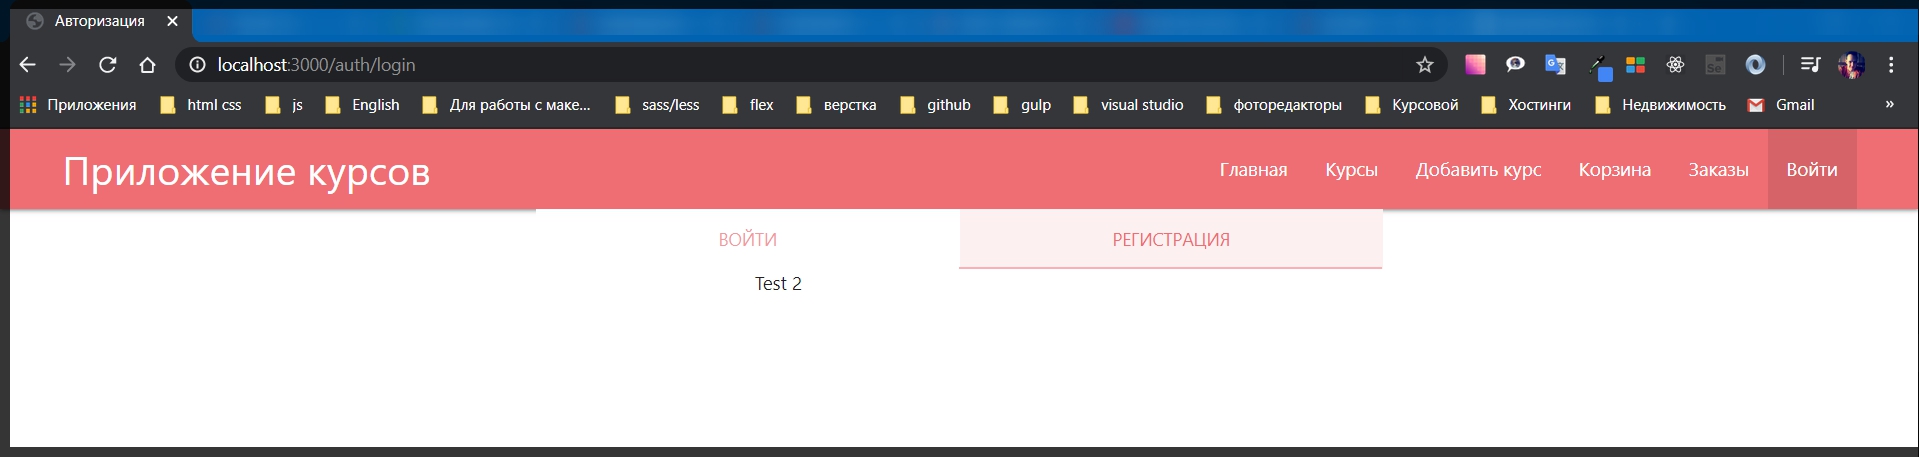 Авторизация
localhost:3000/auth/login
Приложения html css js English Для работы с маке... sass/less flex верстка github gulp visual studio фоторедакторы Курсовой Хостинги Недвижимость Gmail »
Приложение курсов Главная Курсы Добавить курс Корзина Заказы Войти
ВОЙТИ РЕГИСТРАЦИЯ
Test 2